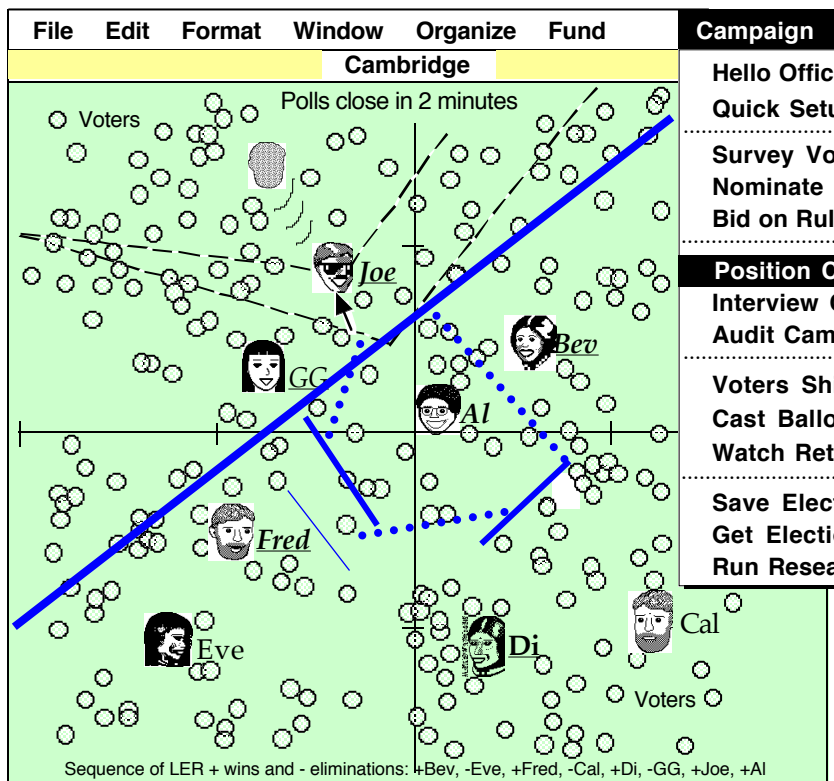 File Edit Format Window Organize Fund Campaign
Cambridge
Hello Offic
Quick Setu
Polls close in 2 minutes
Voters
Survey Vo
Nominate
Bid on Rul
Joe
Position C
Interview C
Audit Cam
Bev
GG
Al
Voters Sh
Cast Ballo
Watch Ret
Save Elect
Get Electio
Run Resea
Fred
Eve
Di
Cal
Voters
Sequence of LER + wins and - eliminations: +Bev, -Eve, +Fred, -Cal, +Di, -GG, +Joe, +Al